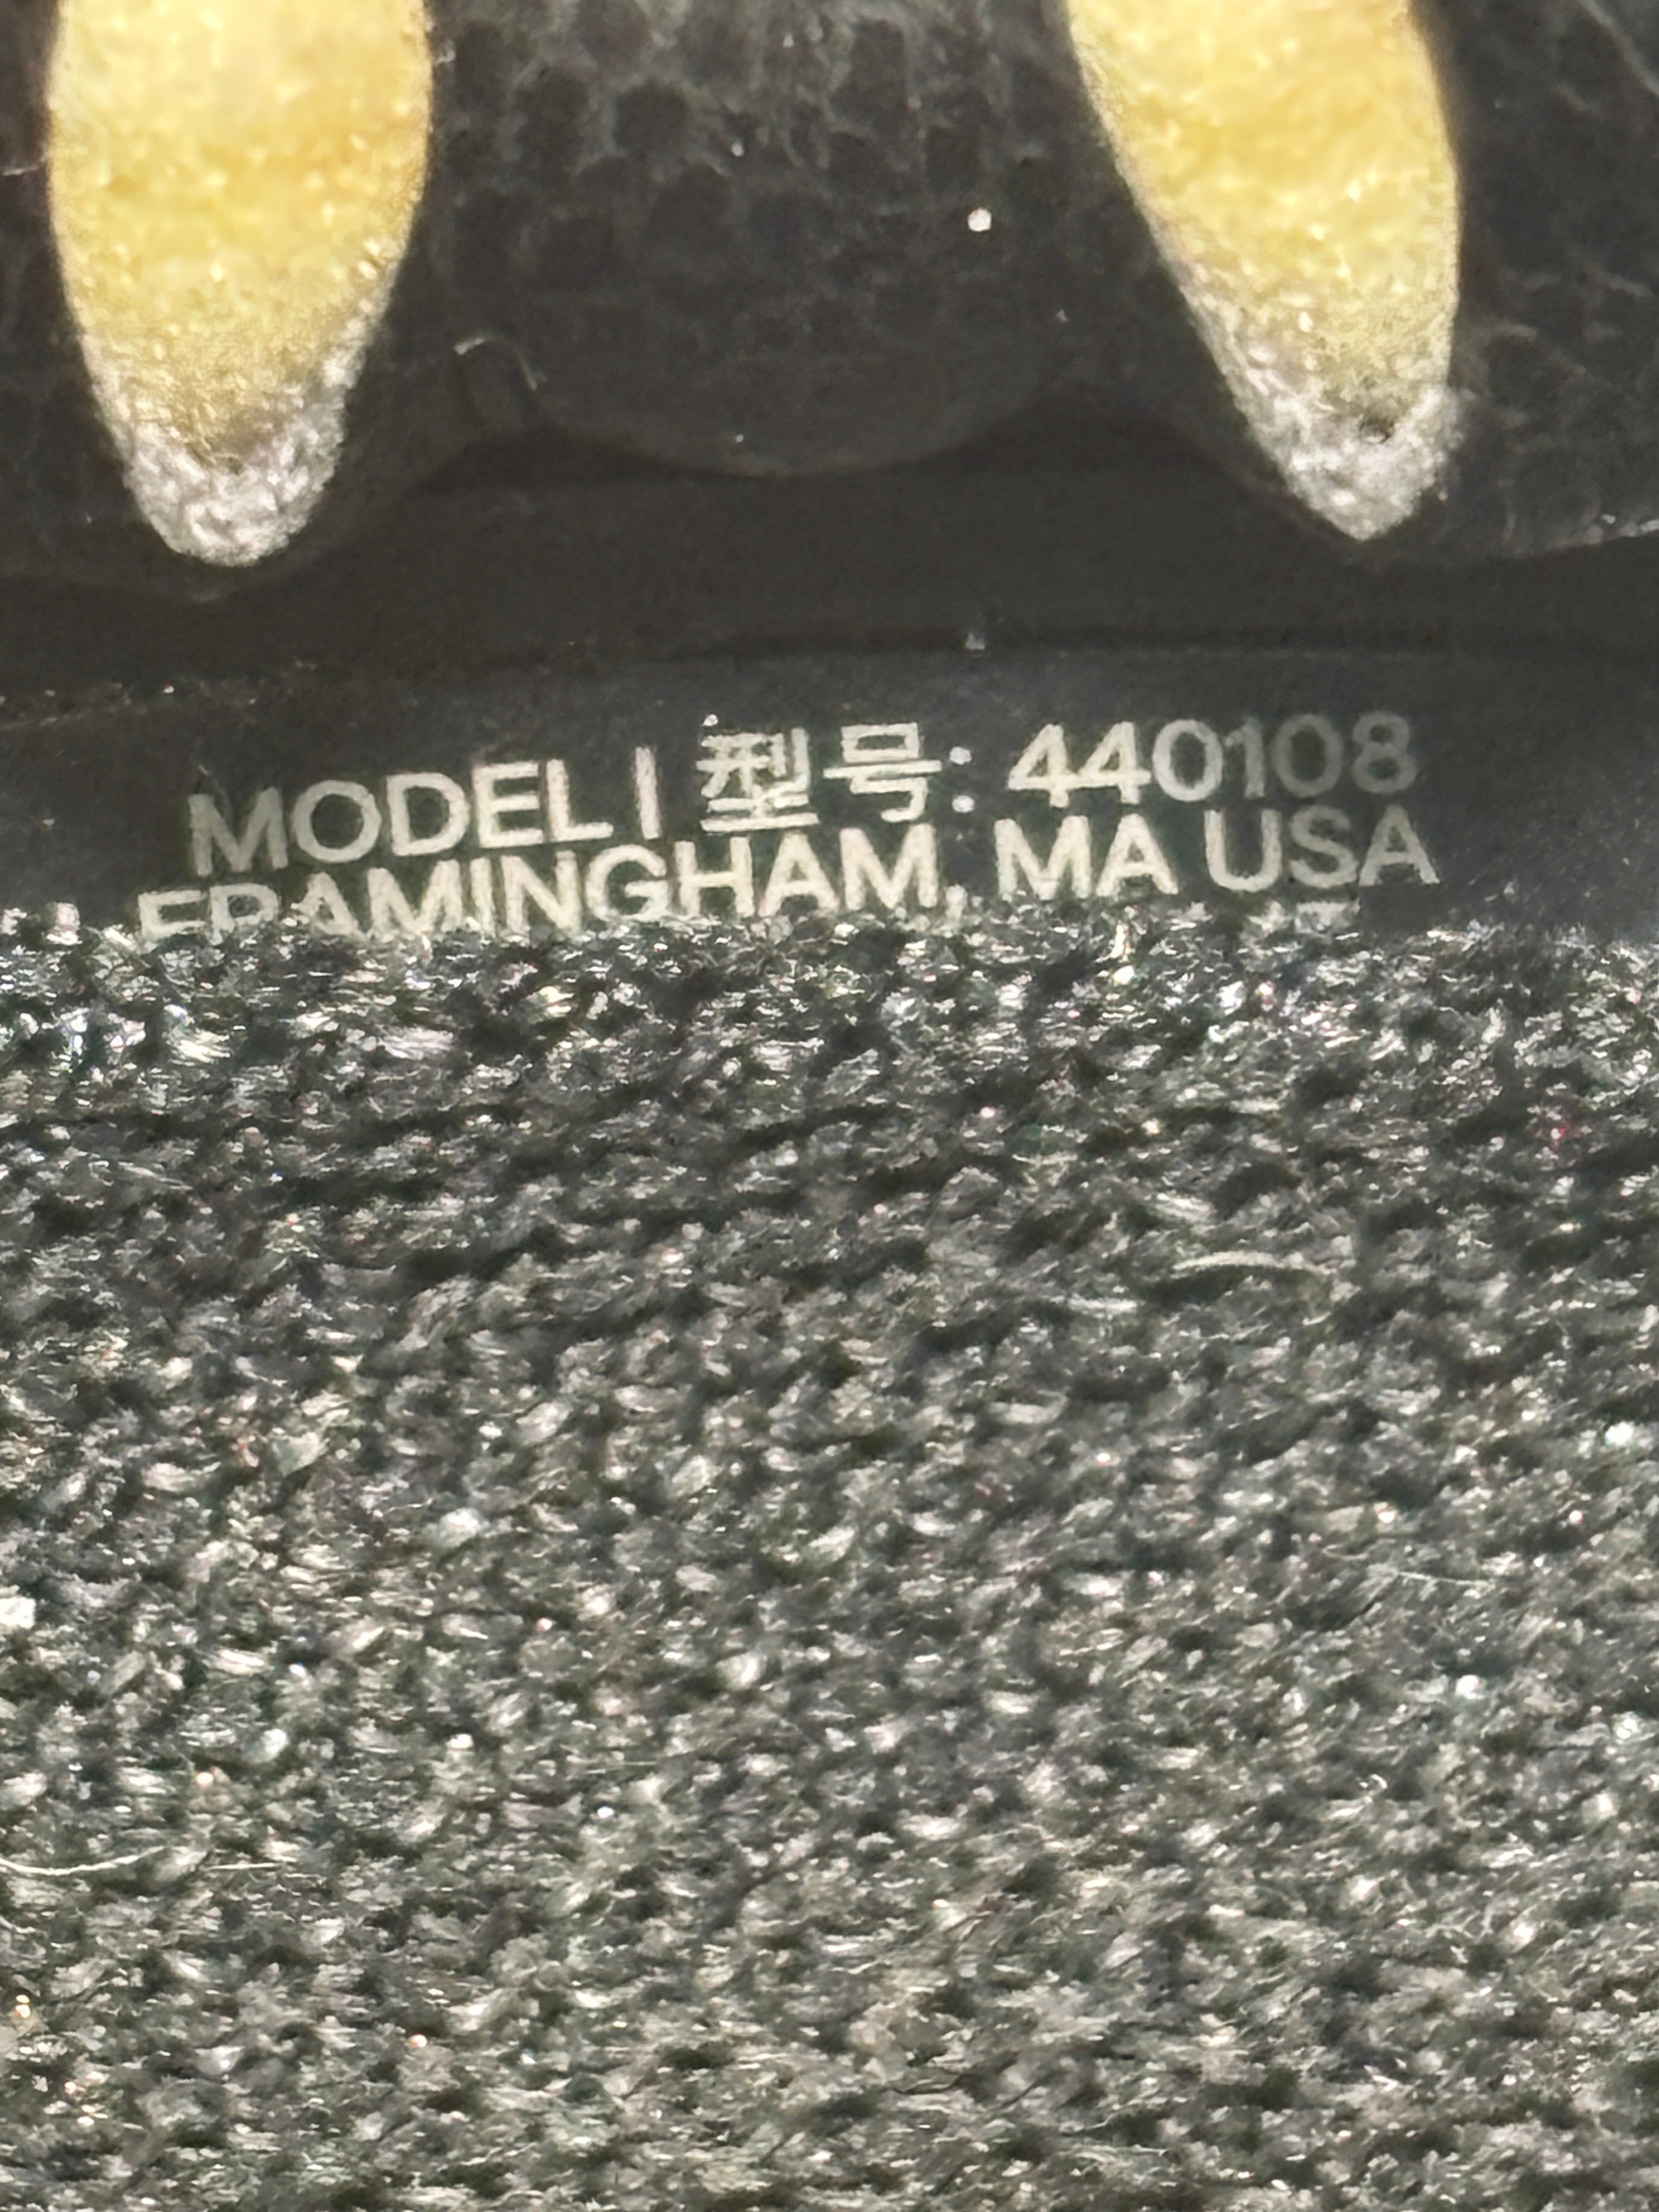 MODEL | 型号: 440108
FRAMINGHAM, MA USA